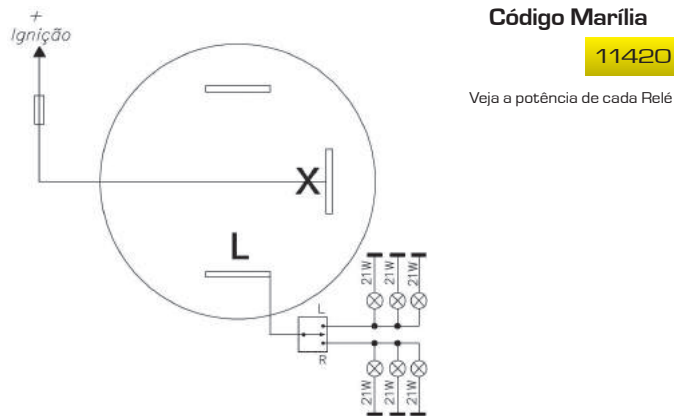 +
Ignição
Código Marília
11420
Veja a potência de cada Relé
X
L
21W 21W 21W
L
R
21W 21W 21W